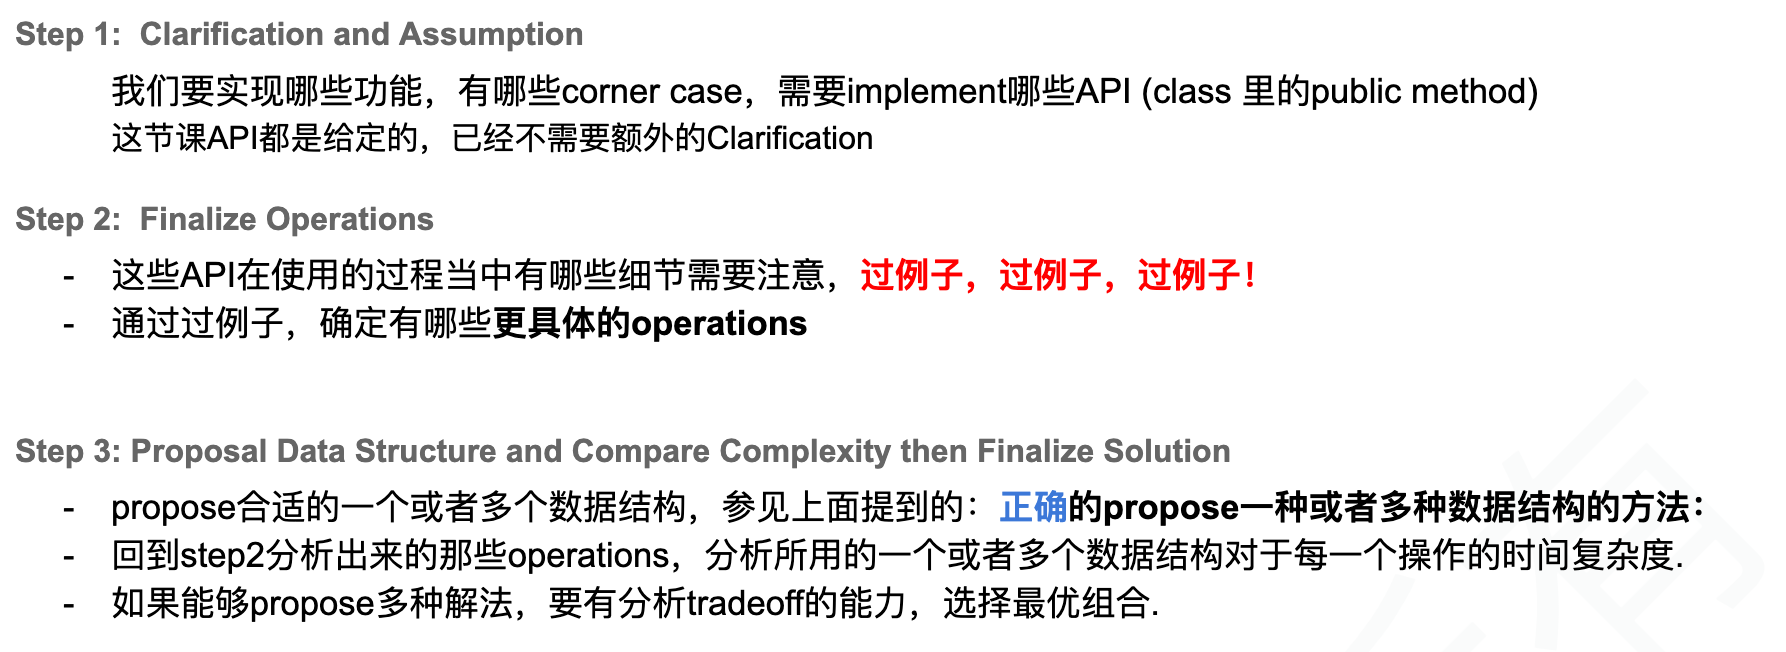 Step 1:  Clarification and Assumption
我们要实现哪些功能，有哪些corner case，需要implement哪些API (class 里的public method)
这节课API都是给定的，已经不需要额外的Clarification
Step 2:  Finalize Operations
- 这些API在使用的过程当中有哪些细节需要注意，过例子，过例子，过例子！
- 通过过例子，确定有哪些更具体的operations
Step 3: Proposal Data Structure and Compare Complexity then Finalize Solution
- propose合适的一个或者多个数据结构，参见上面提到的：正确的propose一种或者多种数据结构的方法：
- 回到step2分析出来的那些operations，分析所用的一个或者多个数据结构对于每一个操作的时间复杂度.
- 如果能够propose多种解法，要有分析tradeoff的能力，选择最优组合.